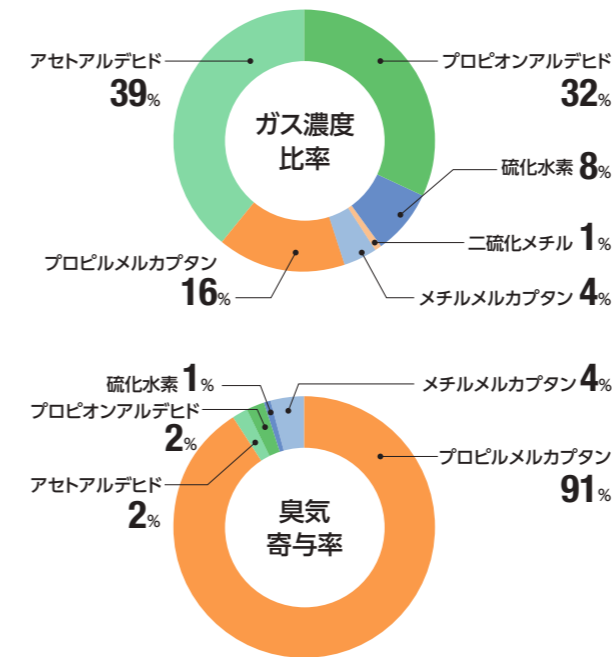 アセトアルデヒド
39%
プロピオンアルデヒド
32%
ガス濃度
比率
硫化水素 8%
二硫化メチル 1%
プロピルメルカプタン
16%
メチルメルカプタン 4%
硫化水素 1%
メチルメルカプタン 4%
プロピオンアルデヒド
2%
プロピルメルカプタン
91%
アセトアルデヒド
2%
臭気
寄与率